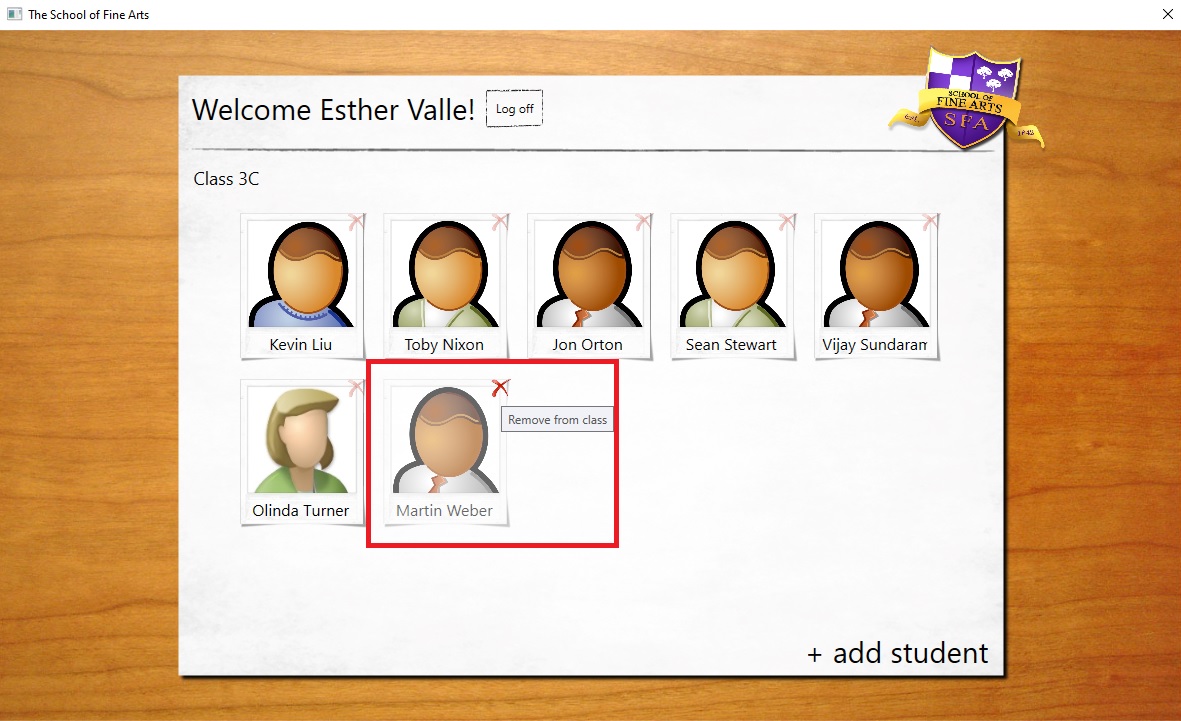 The School of Fine Arts
Welcome Esther Valle!
Log off
SCHOOL OF
FINE ARTS
Est.
SFA
1842
Class 3C
Kevin Liu
Toby Nixon
Jon Orton
Sean Stewart
Vijay Sundaram
Olinda Turner
Martin Weber
Remove from class
+ add student